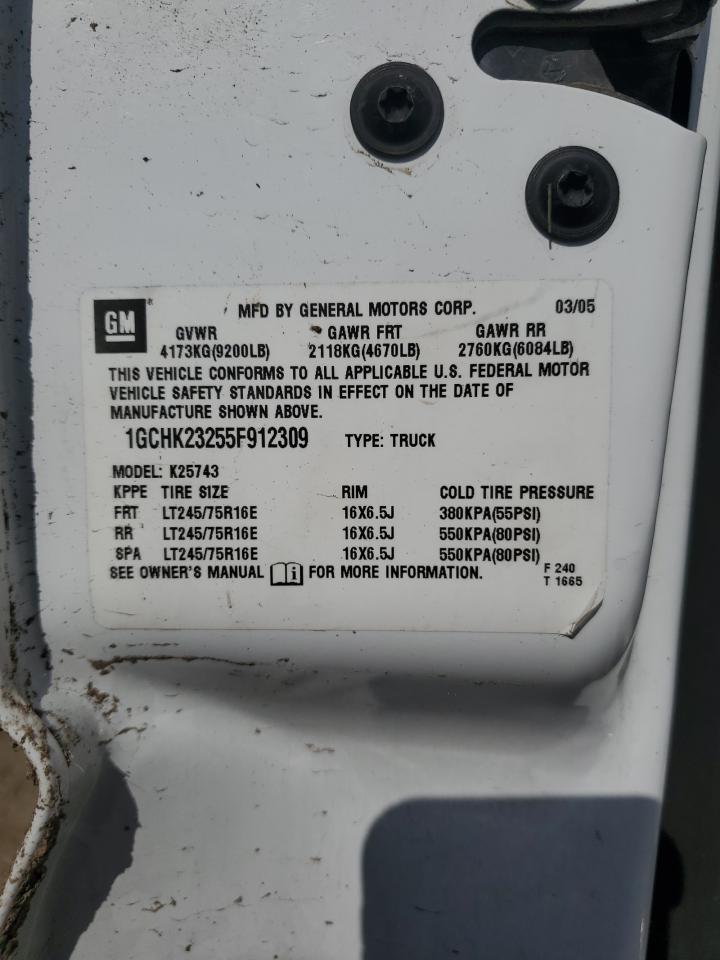 GM ® MFD BY GENERAL MOTORS CORP. 03/05
GVWR GAWR FRT GAWR RR
4173KG(9200LB) 2118KG(4670LB) 2760KG(6084LB)
THIS VEHICLE CONFORMS TO ALL APPLICABLE U.S. FEDERAL MOTOR
VEHICLE SAFETY STANDARDS IN EFFECT ON THE DATE OF
MANUFACTURE SHOWN ABOVE.
1GCHK23255F912309 TYPE: TRUCK
MODEL: K25743
KPPE TIRE SIZE RIM COLD TIRE PRESSURE
FRT LT245/75R16E 16X6.5J 380KPA(55PSI)
RR LT245/75R16E 16X6.5J 550KPA(80PSI)
SPA LT245/75R16E 16X6.5J 550KPA(80PSI)
SEE OWNER'S MANUAL i FOR MORE INFORMATION. F 240
T 1665